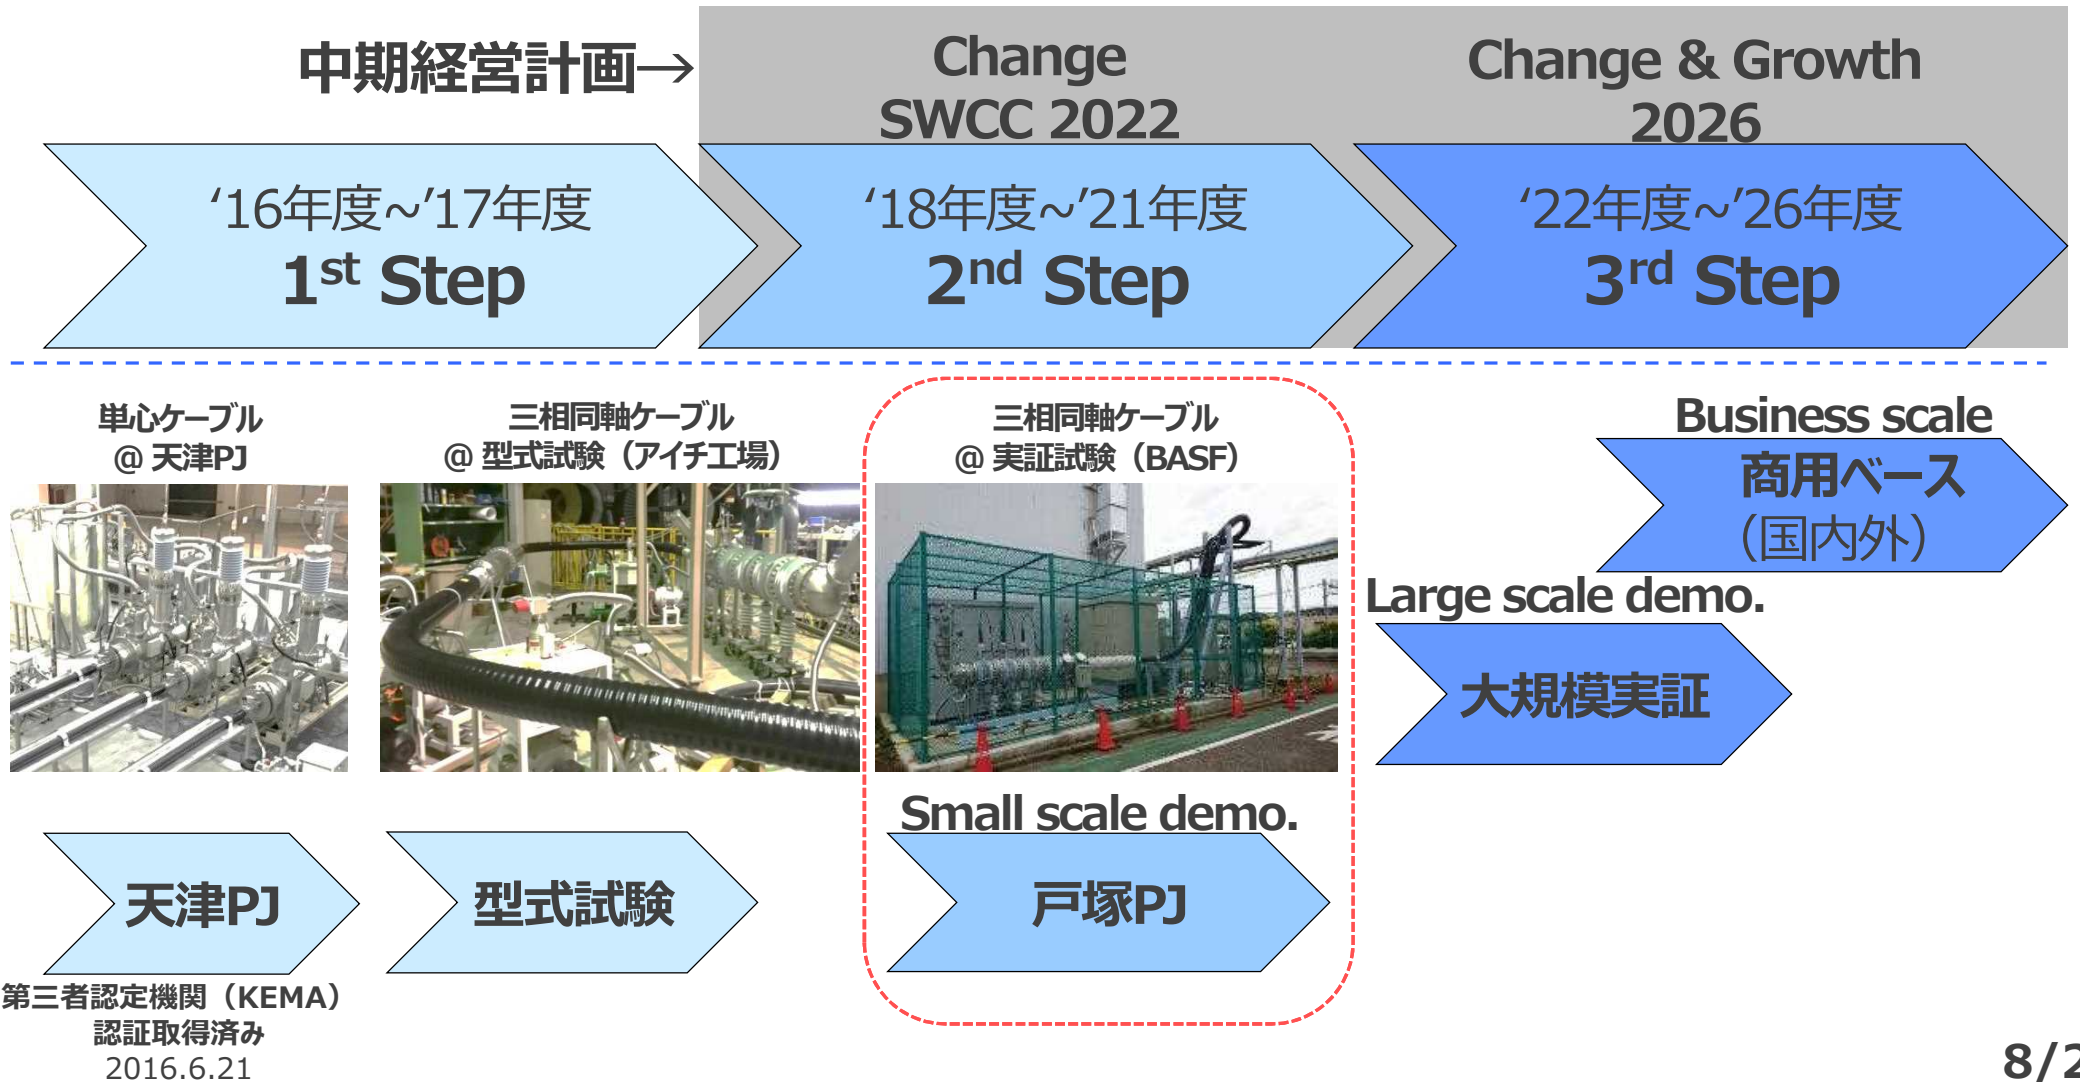 中期経営計画→
Change
SWCC 2022
Change & Growth
2026
‘16年度~’17年度
1st Step
‘18年度~’21年度
2nd Step
‘22年度~’26年度
3rd Step
単心ケーブル
@ 天津PJ
三相同軸ケーブル
@ 型式試験（アイチ工場）
三相同軸ケーブル
@ 実証試験（BASF）
Business scale
商用ベース
（国内外）
Large scale demo.
大規模実証
Small scale demo.
天津PJ
型式試験
戸塚PJ
第三者認定機関（KEMA）
認証取得済み
2016.6.21
8/2